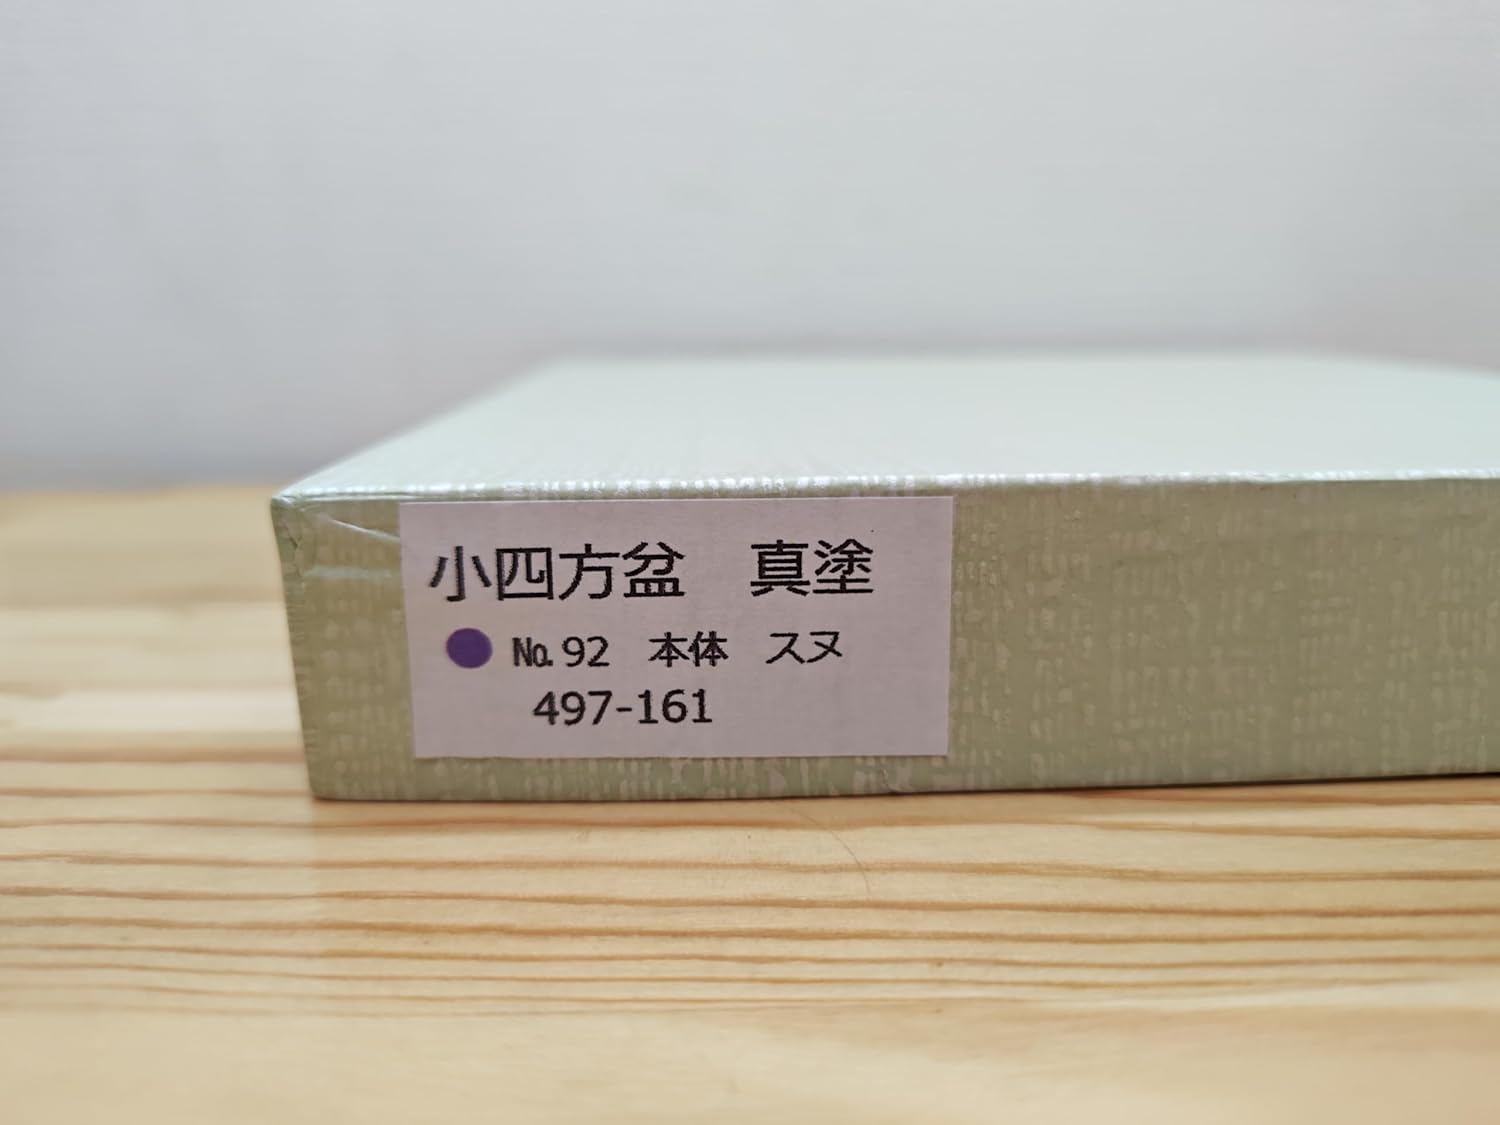 小四方盆　真塗
№92　本体　スヌ
497-161